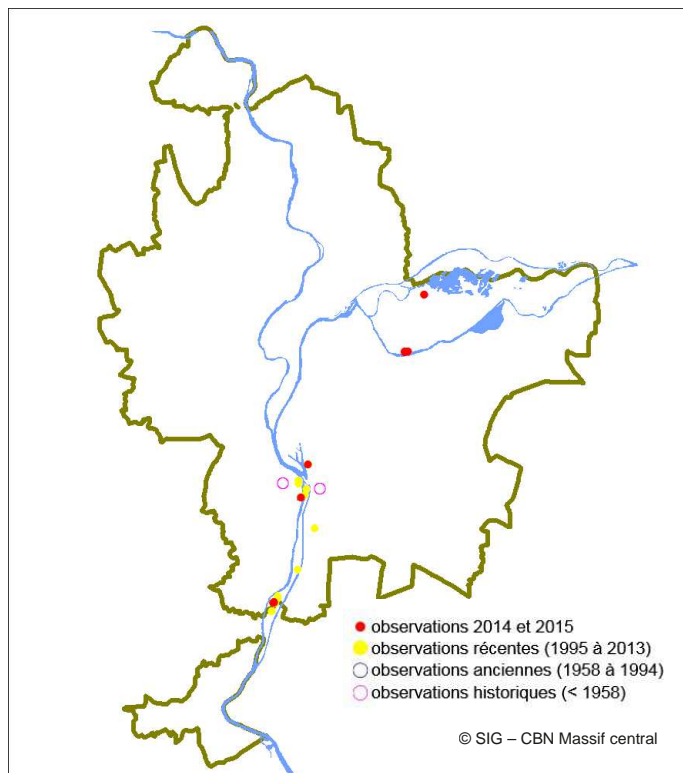 observations 2014 et 2015
observations récentes (1995 à 2013)
observations anciennes (1958 à 1994)
observations historiques (< 1958)
© SIG – CBN Massif central